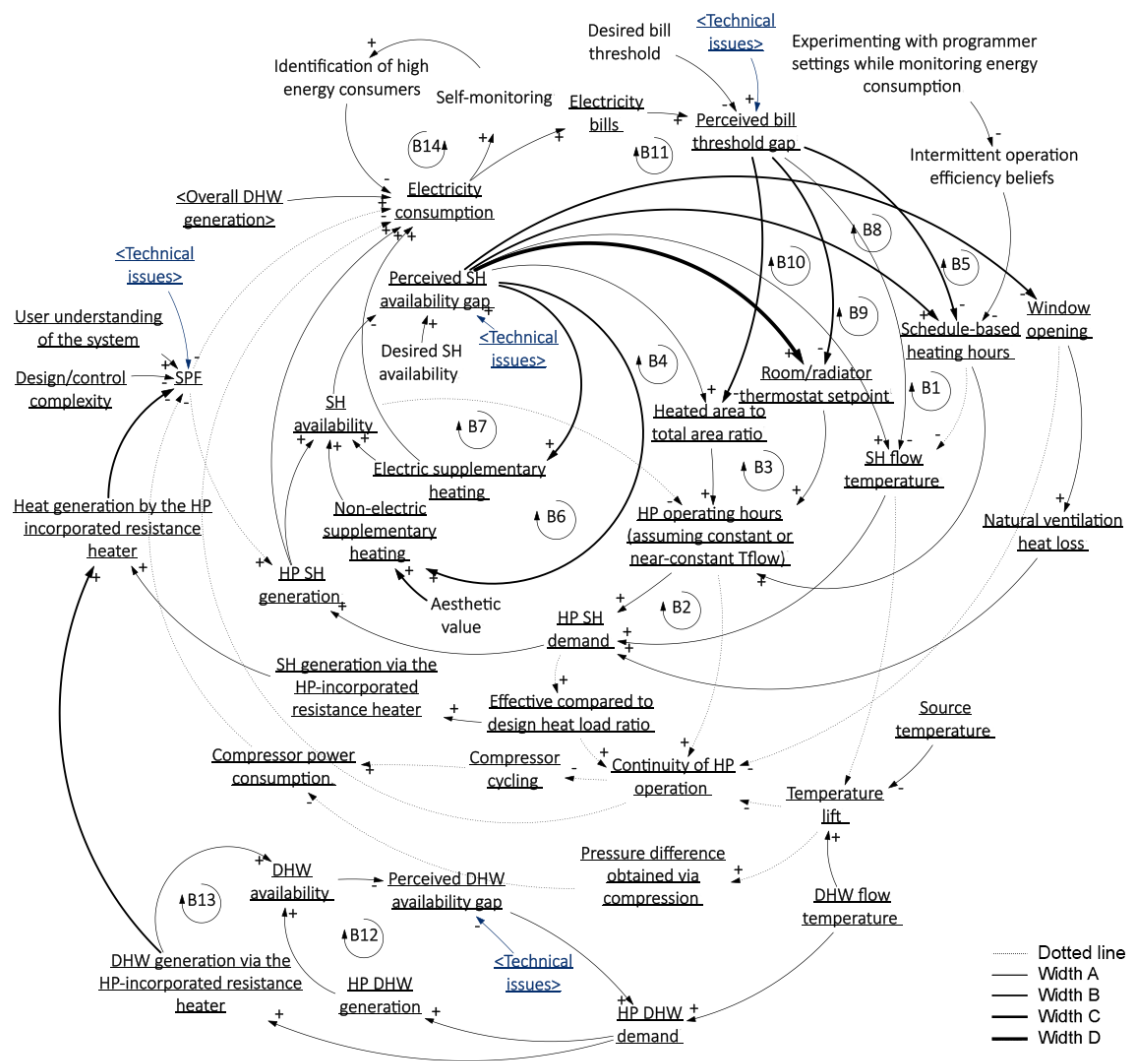 Identification of high
energy consumers
Self-monitoring
Desired bill
threshold
<Technical
issues>
Experimenting with programmer
settings while monitoring energy
consumption
Electricity
bills
Perceived bill
threshold gap
Intermittent operation
efficiency beliefs
B14
B11
<Overall DHW
generation>
Electricity
consumption
<Technical
issues>
B8
B10
B5
B9
Perceived SH
availability gap
Desired SH
availability
<Technical
issues>
Window
opening
Schedule-based
heating hours
User understanding
of the system
Design/control
complexity
SPF
B4
B1
Room/radiator
thermostat setpoint
SH
availability
B7
Heated area to
total area ratio
SH flow
temperature
Electric supplementary
heating
B3
Heat generation by the HP
incorporated resistance
heater
Non-electric
supplementary
heating
B6
HP operating hours
(assuming constant or
near-constant Tflow)
Natural ventilation
heat loss
HP SH
generation
Aesthetic
value
B2
HP SH
demand
SH generation via the
HP-incorporated
resistance heater
Effective compared to
design heat load ratio
Source
temperature
Compressor power
consumption
Compressor
cycling
Continuity of HP
operation
Temperature
lift
Pressure difference
obtained via
compression
DHW
availability
Perceived DHW
availability gap
DHW flow
temperature
B13
B12
DHW generation via the
HP-incorporated resistance
heater
HP DHW
generation
<Technical
issues>
HP DHW
demand
Dotted line
Width A
Width B
Width C
Width D